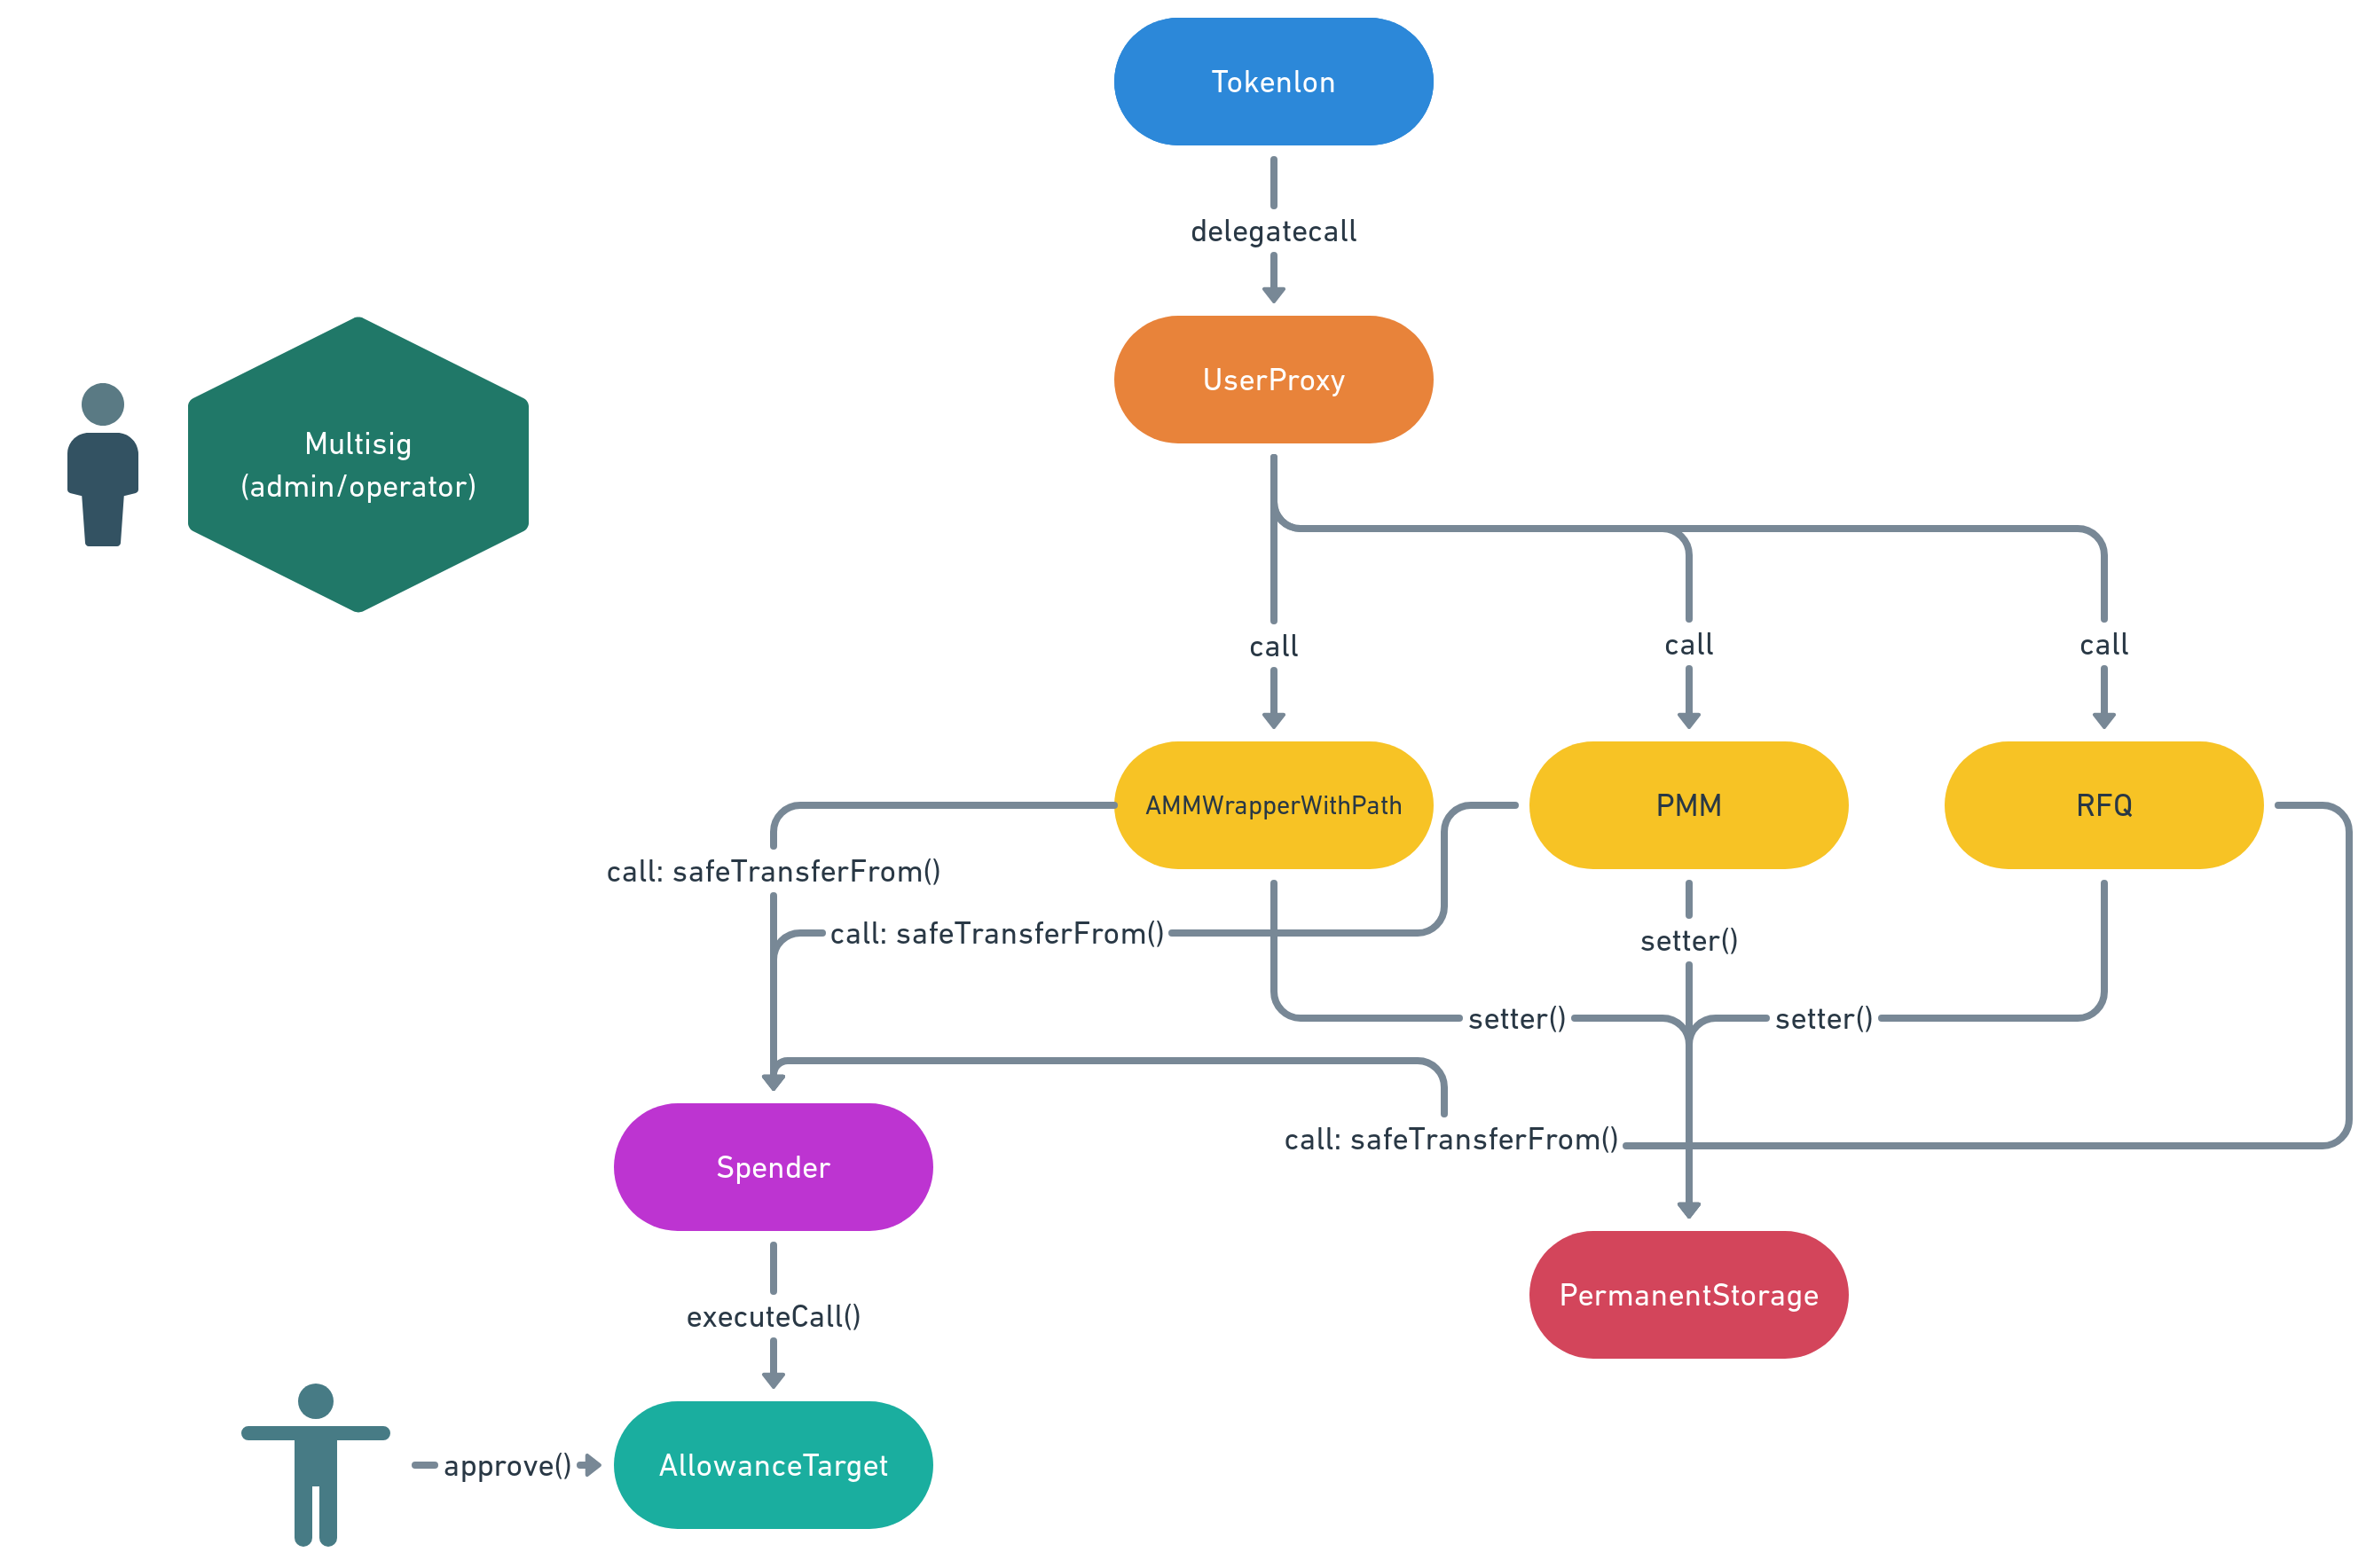 Tokenlon
delegatecall
UserProxy
Multisig
(admin/operator)
call
call
call
AMMWrapperWithPath
PMM
RFQ
call: safeTransferFrom()
call: safeTransferFrom()
setter()
setter()
setter()
call: safeTransferFrom()
Spender
PermanentStorage
executeCall()
approve()
AllowanceTarget